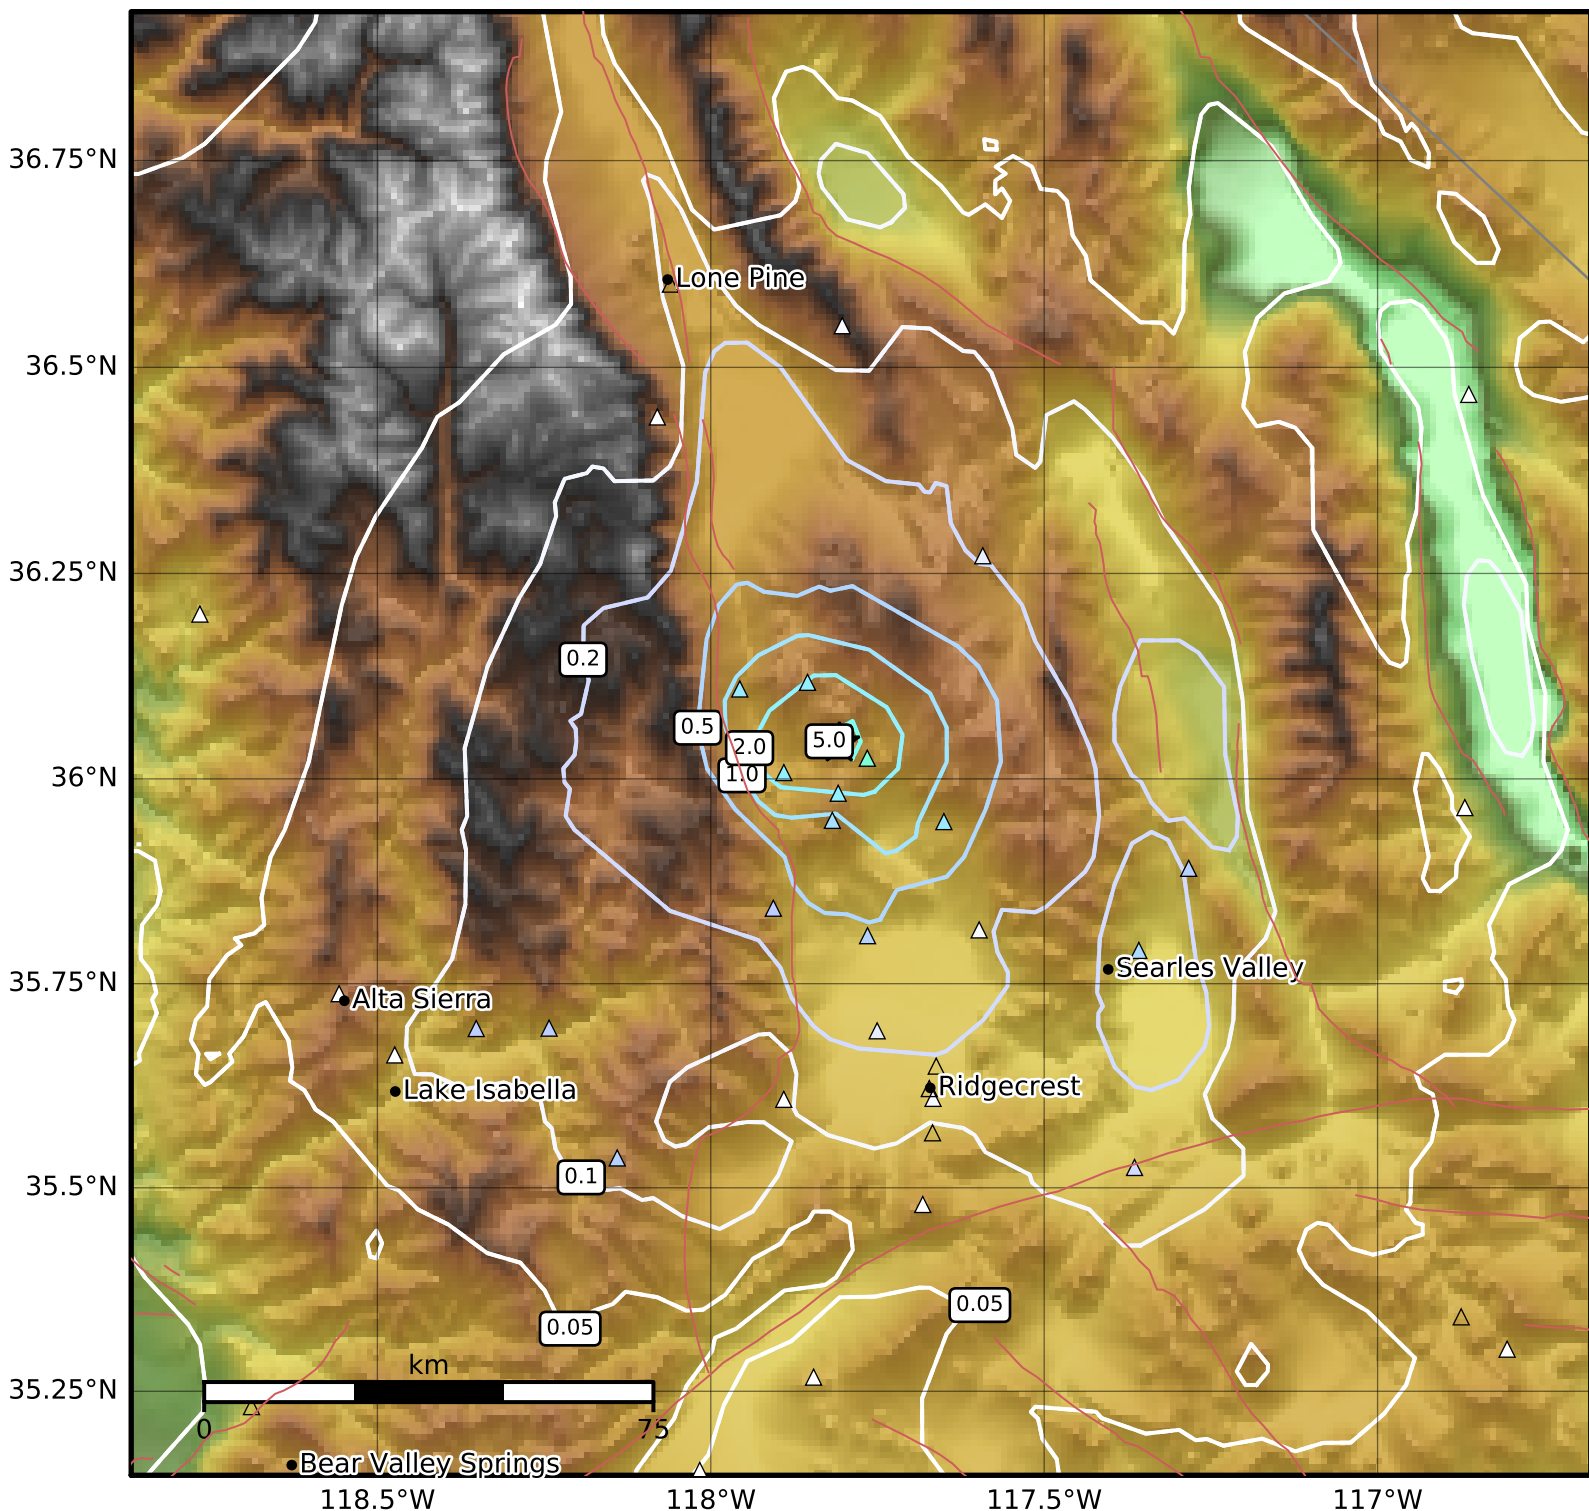 36.75°N
Lone Pine
36.5°N
36.25°N
0.2
0.5
2.0
5.0
1.0
36°N
Searles Valley
35.75°N
Alta Sierra
Lake Isabella
Ridgecrest
0.1
35.5°N
0.05
0.05
km
35.25°N
0
75
Bear Valley Springs
118.5°W
118°W
117.5°W
117°W